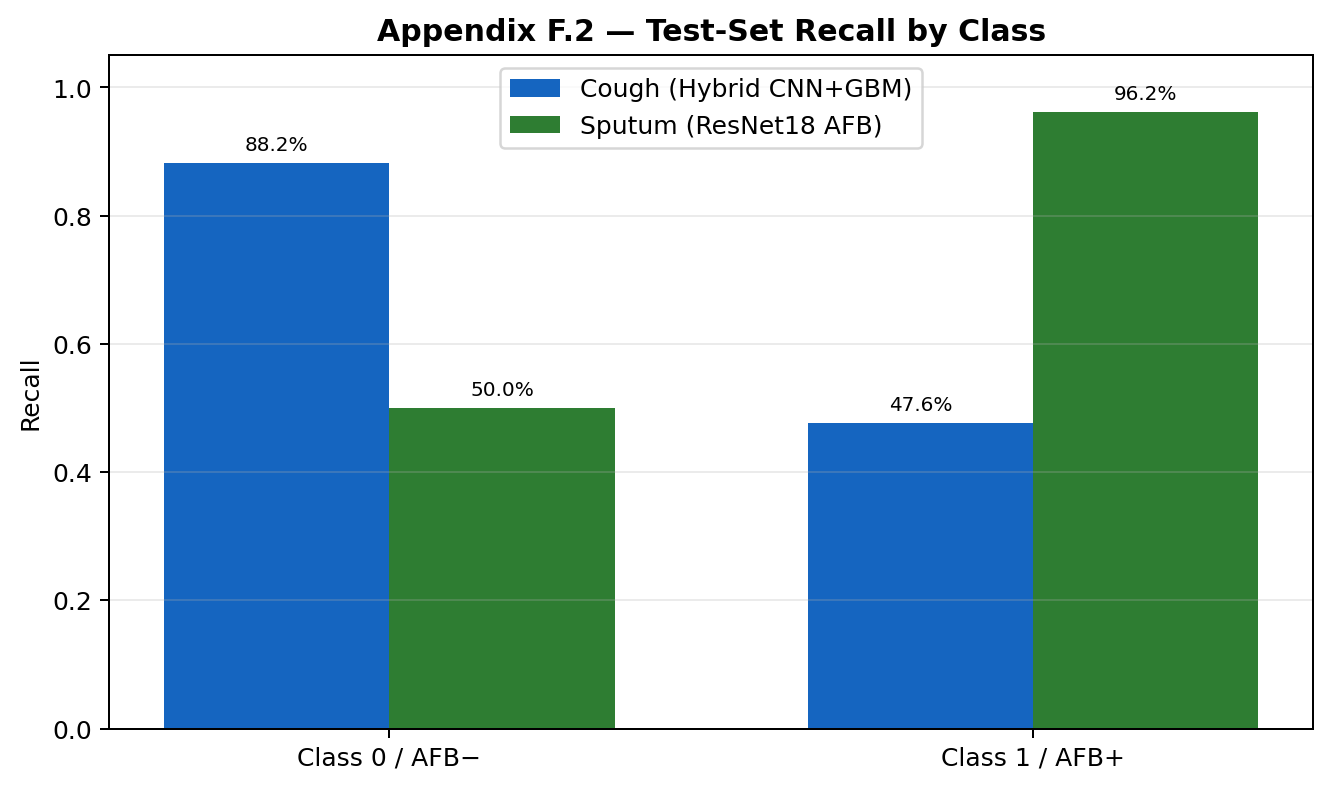 Appendix F.2 — Test-Set Recall by Class
Cough (Hybrid CNN+GBM)
Sputum (ResNet18 AFB)
1.0
0.8
0.6
0.4
0.2
0.0
Recall
88.2%
50.0%
47.6%
96.2%
Class 0 / AFB−
Class 1 / AFB+